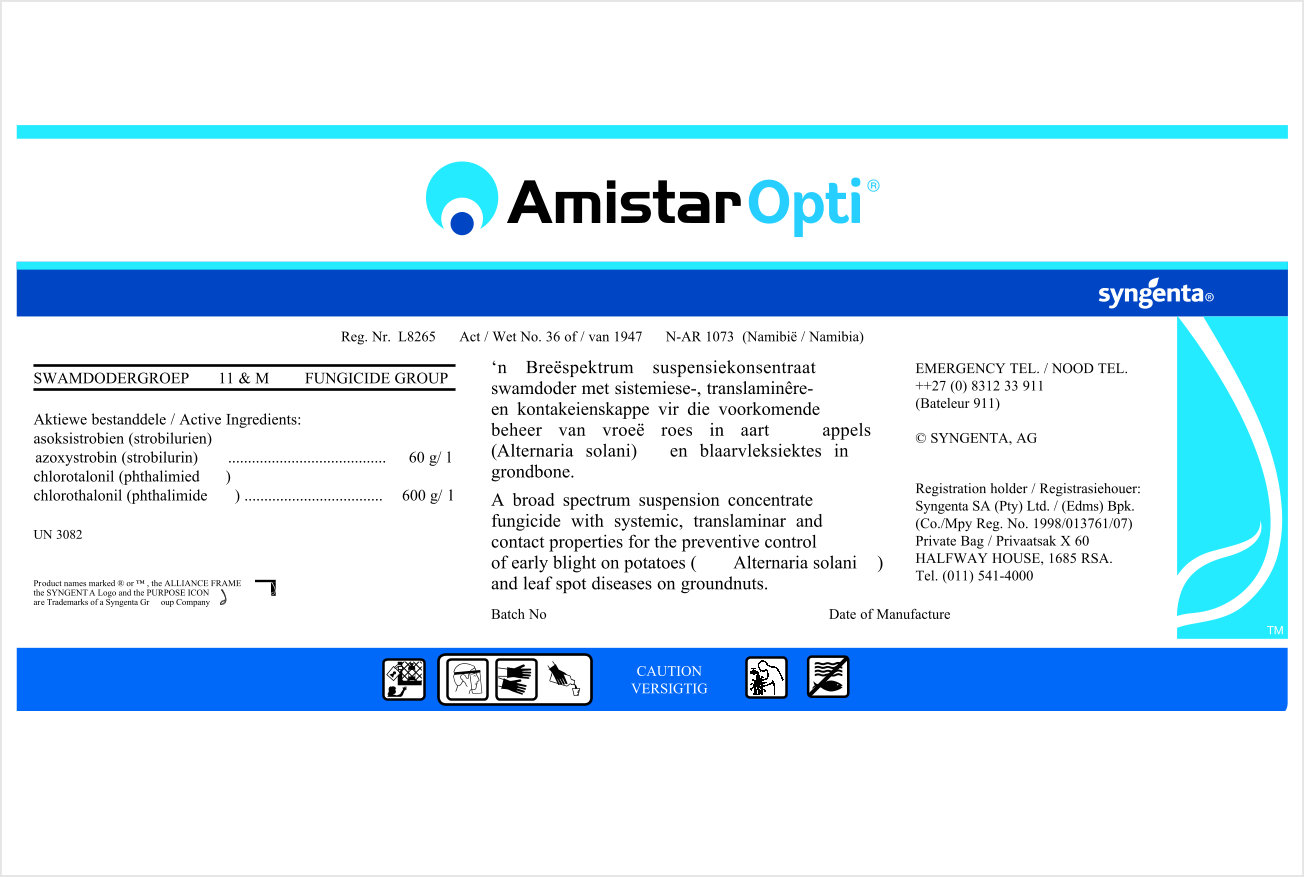 Amistar Opti®
syngenta®
Reg. Nr. L8265 Act / Wet No. 36 of / van 1947 N-AR 1073 (Namibië / Namibia)
SWAMDODERGROEP 11 & M FUNGICIDE GROUP
Aktiewe bestanddele / Active Ingredients:
asoksistrobien (strobilurien)
azoxystrobin (strobilurin) ........................................ 60 g/ l
chlorotalonil (phthalimied )
chlorothalonil (phthalimide ) ................................... 600 g/ l
UN 3082
Product names marked ® or ™ , the ALLIANCE FRAME
the SYNGENT A Logo and the PURPOSE ICON
are Trademarks of a Syngenta Gr oup Company
‘n Breëspektrum suspensiekonsentraat
swamdoder met sistemiese-, translaminêre-
en kontakeienskappe vir die voorkomende
beheer van vroeë roes in aart appels
(Alternaria solani) en blaarvleksiektes in
grondbone.
A broad spectrum suspension concentrate
fungicide with systemic, translaminar and
contact properties for the preventive control
of early blight on potatoes ( Alternaria solani )
and leaf spot diseases on groundnuts.
Batch No Date of Manufacture
EMERGENCY TEL. / NOOD TEL.
++27 (0) 8312 33 911
(Bateleur 911)
© SYNGENTA, AG
Registration holder / Registrasiehouer:
Syngenta SA (Pty) Ltd. / (Edms) Bpk.
(Co./Mpy Reg. No. 1998/013761/07)
Private Bag / Privaatsak X 60
HALFWAY HOUSE, 1685 RSA.
Tel. (011) 541-4000
TM
CAUTION
VERSIGTIG